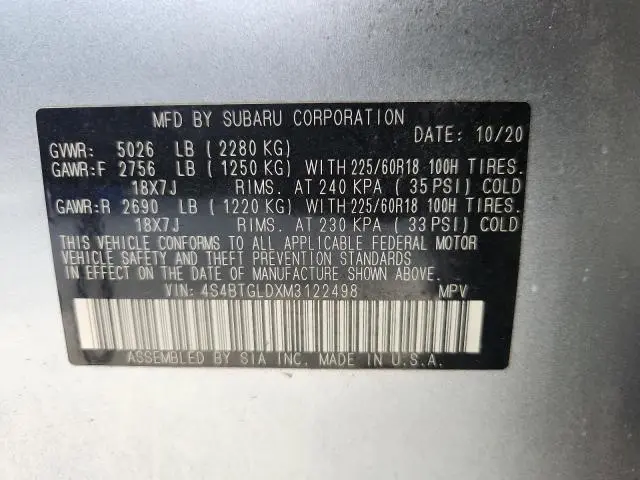 MFD BY SUBARU CORPORATION
DATE: 10/20
GVWR: 5026 LB ( 2280 KG)
GAWR:F 2756 LB ( 1250 KG) WITH 225/60R18 100H TIRES.
18X7J RIMS. AT 240 KPA ( 35 PSI) COLD
GAWR:R 2690 LB ( 1220 KG) WITH 225/60R18 100H TIRES.
18X7J RIMS. AT 230 KPA ( 33 PSI) COLD
THIS VEHICLE CONFORMS TO ALL APPLICABLE FEDERAL MOTOR
VEHICLE SAFETY AND THEFT PREVENTION STANDARDS
IN EFFECT ON THE DATE OF MANUFACTURE SHOWN ABOVE.
VIN: 4S4BTGLDXM3122498 MPV
ASSEMBLED BY SIA INC. MADE IN U.S.A.